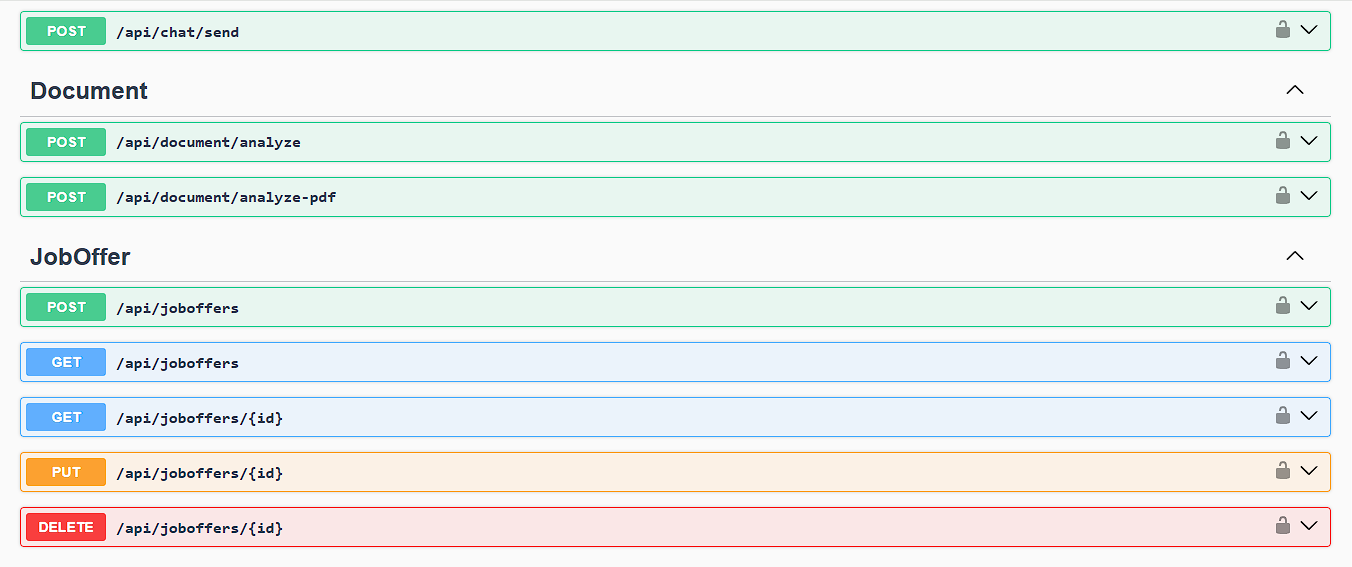 POST /api/chat/send
Document
POST /api/document/analyze
POST /api/document/analyze-pdf
JobOffer
POST /api/joboffers
GET /api/joboffers
GET /api/joboffers/{id}
PUT /api/joboffers/{id}
DELETE /api/joboffers/{id}